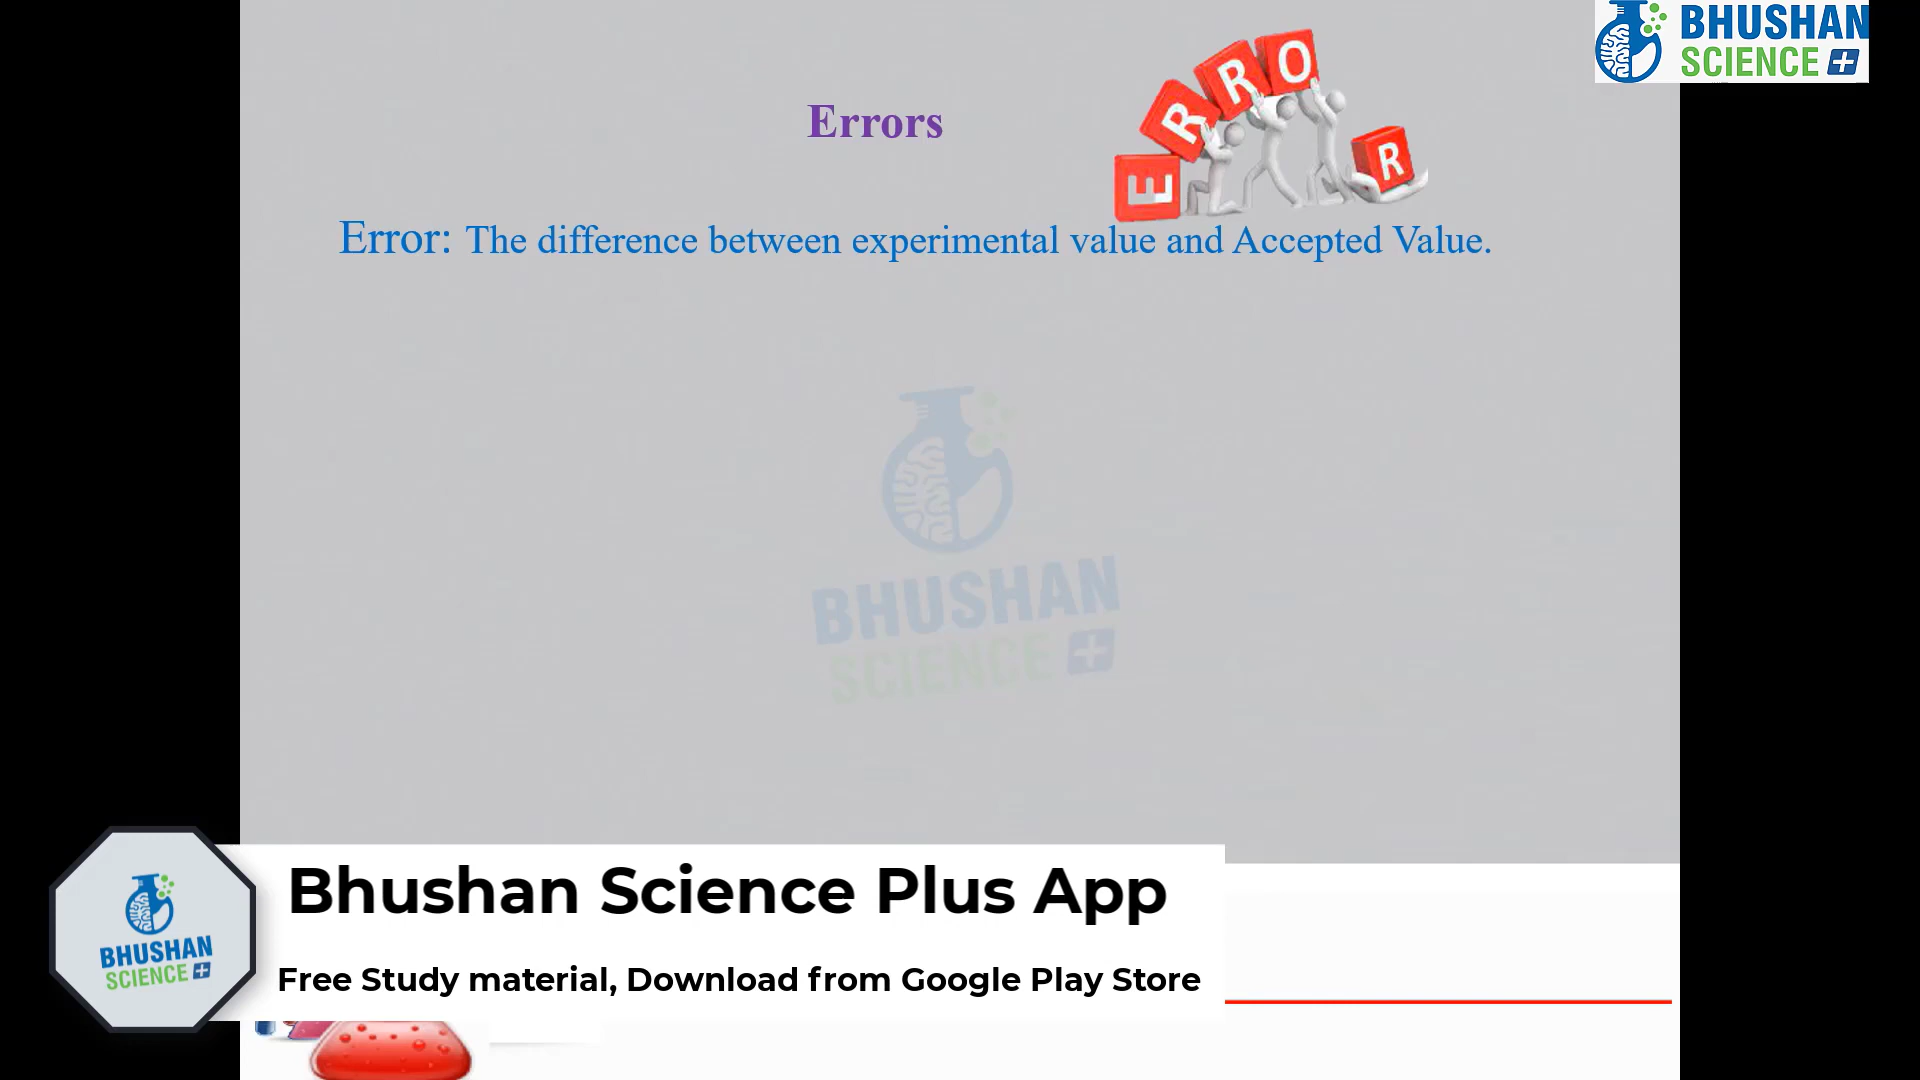 BHUSHAN
SCIENCE +
ERROR
Errors
Error: The difference between experimental value and Accepted Value.
BHUSHAN
SCIENCE +
Bhushan Science Plus App
BHUSHAN
SCIENCE +
Free Study material, Download from Google Play Store